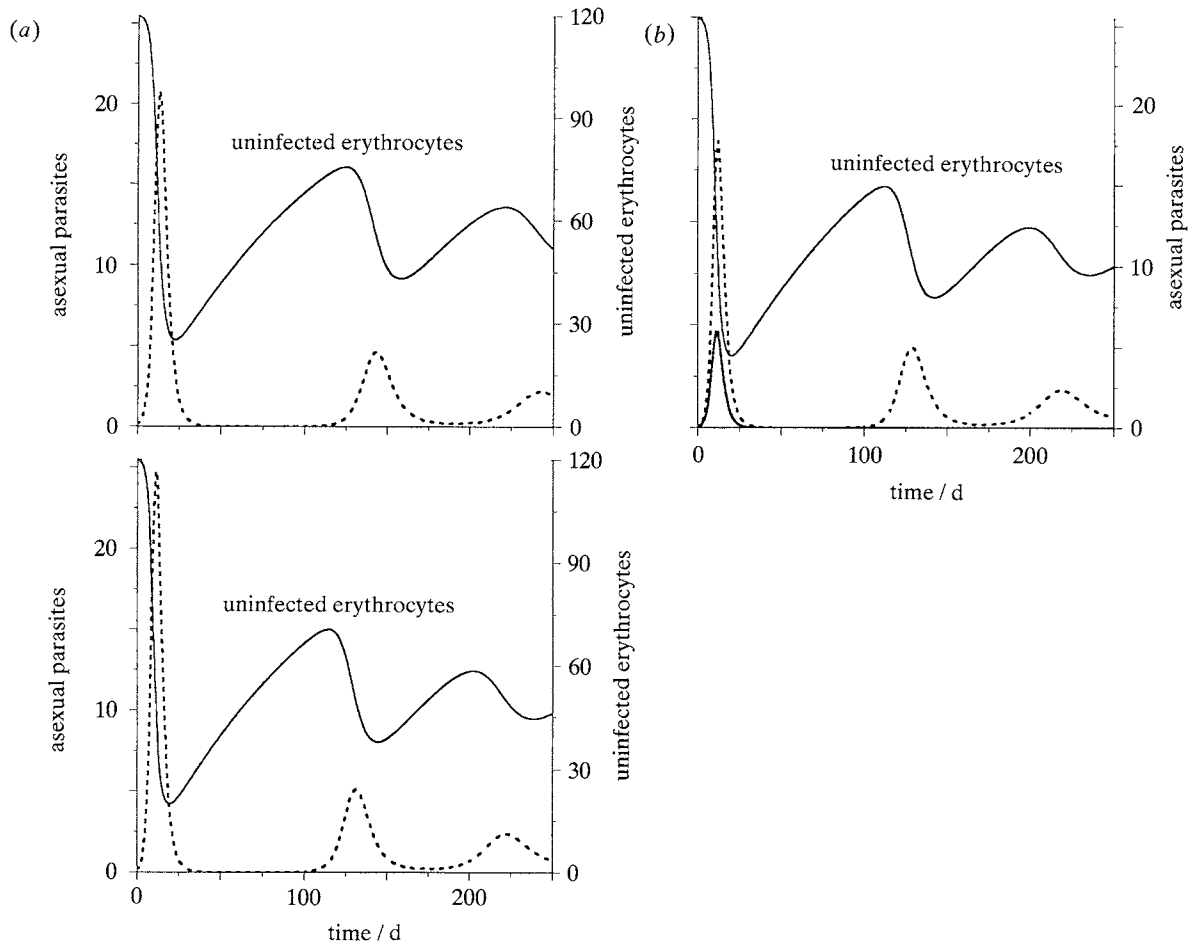 (a)
120
20
10
0
asexual parasites
uninfected erythrocytes
90
60
30
0
uninfected erythrocytes
120
20
10
0
asexual parasites
uninfected erythrocytes
90
60
30
0
uninfected erythrocytes
0
100
200
time / d
(b)
uninfected erythrocytes
20
10
0
asexual parasites
0
100
200
time / d